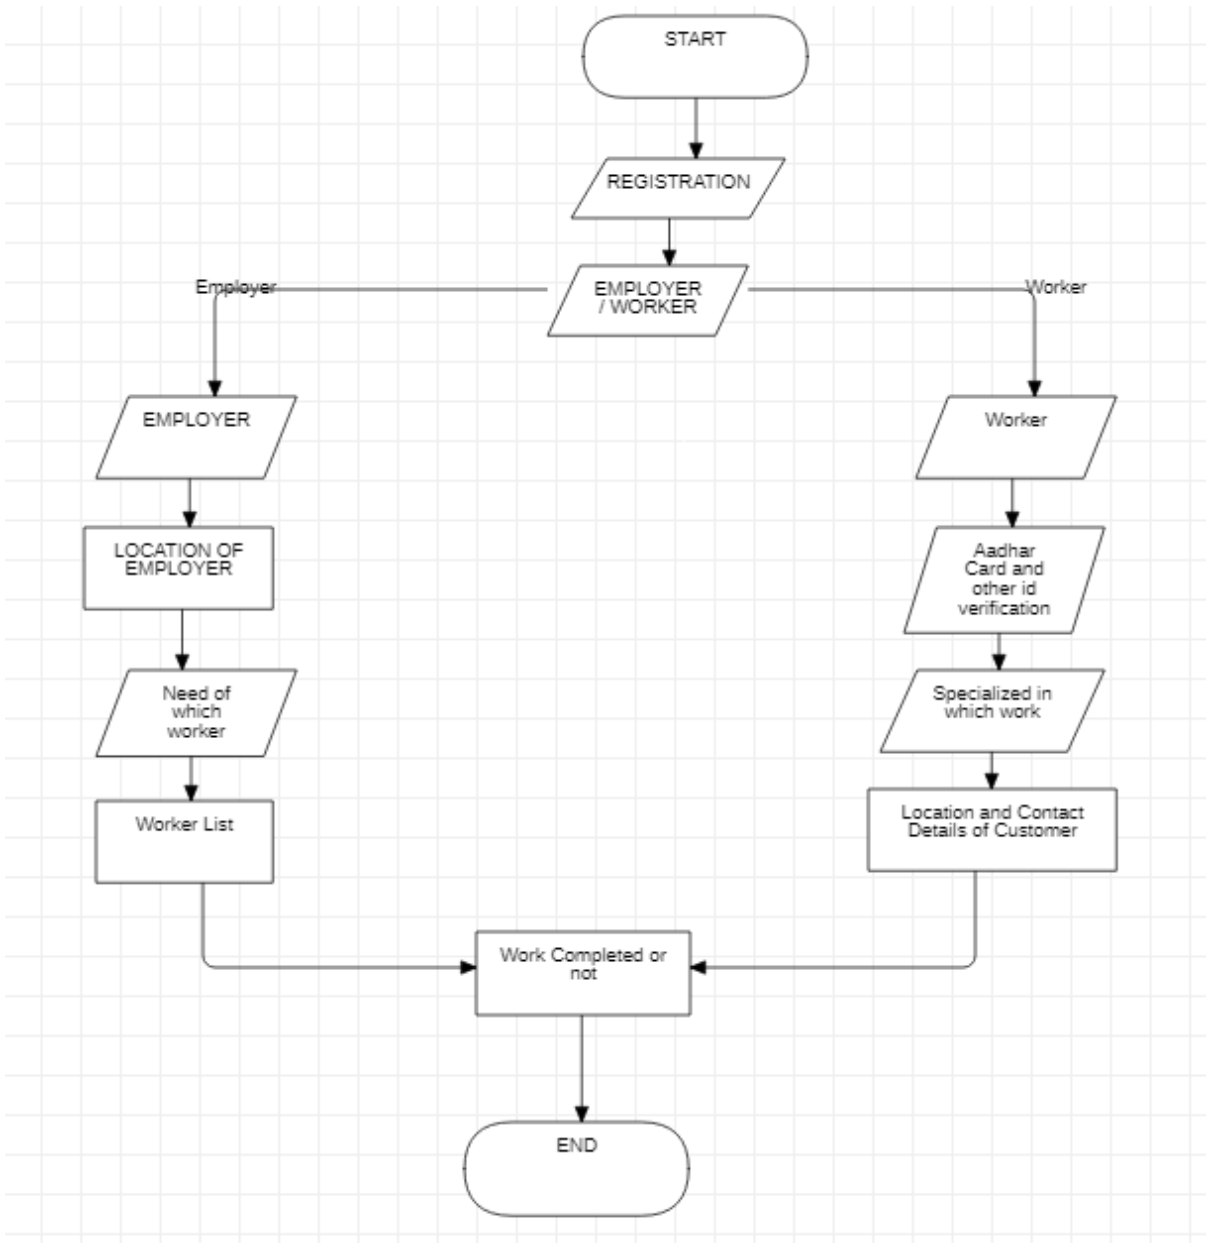 START
REGISTRATION
EMPLOYER
/ WORKER
Employer
Worker
EMPLOYER
LOCATION OF
EMPLOYER
Need of
which
worker
Worker List
Worker
Aadhar
Card and
other id
verification
Specialized in
which work
Location and Contact
Details of Customer
Work Completed or
not
END